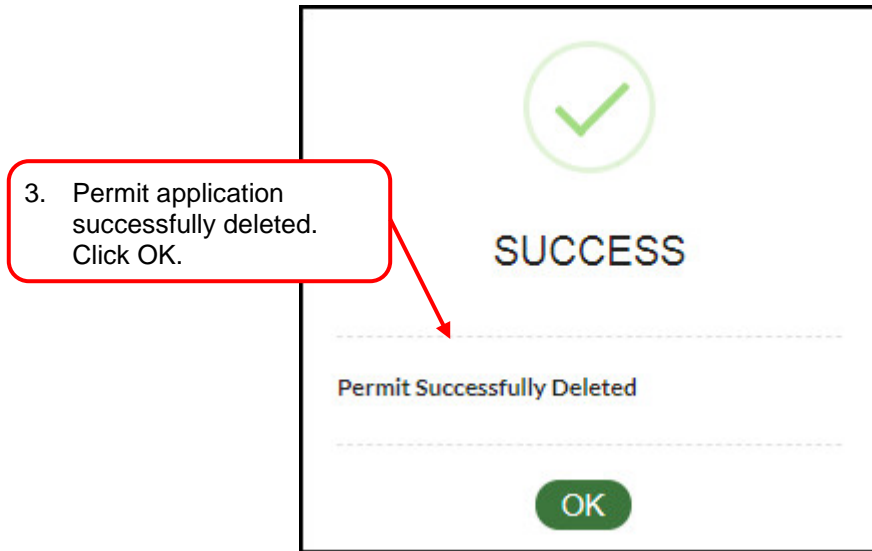 3. Permit application
successfully deleted.
Click OK.
SUCCESS
Permit Successfully Deleted
OK